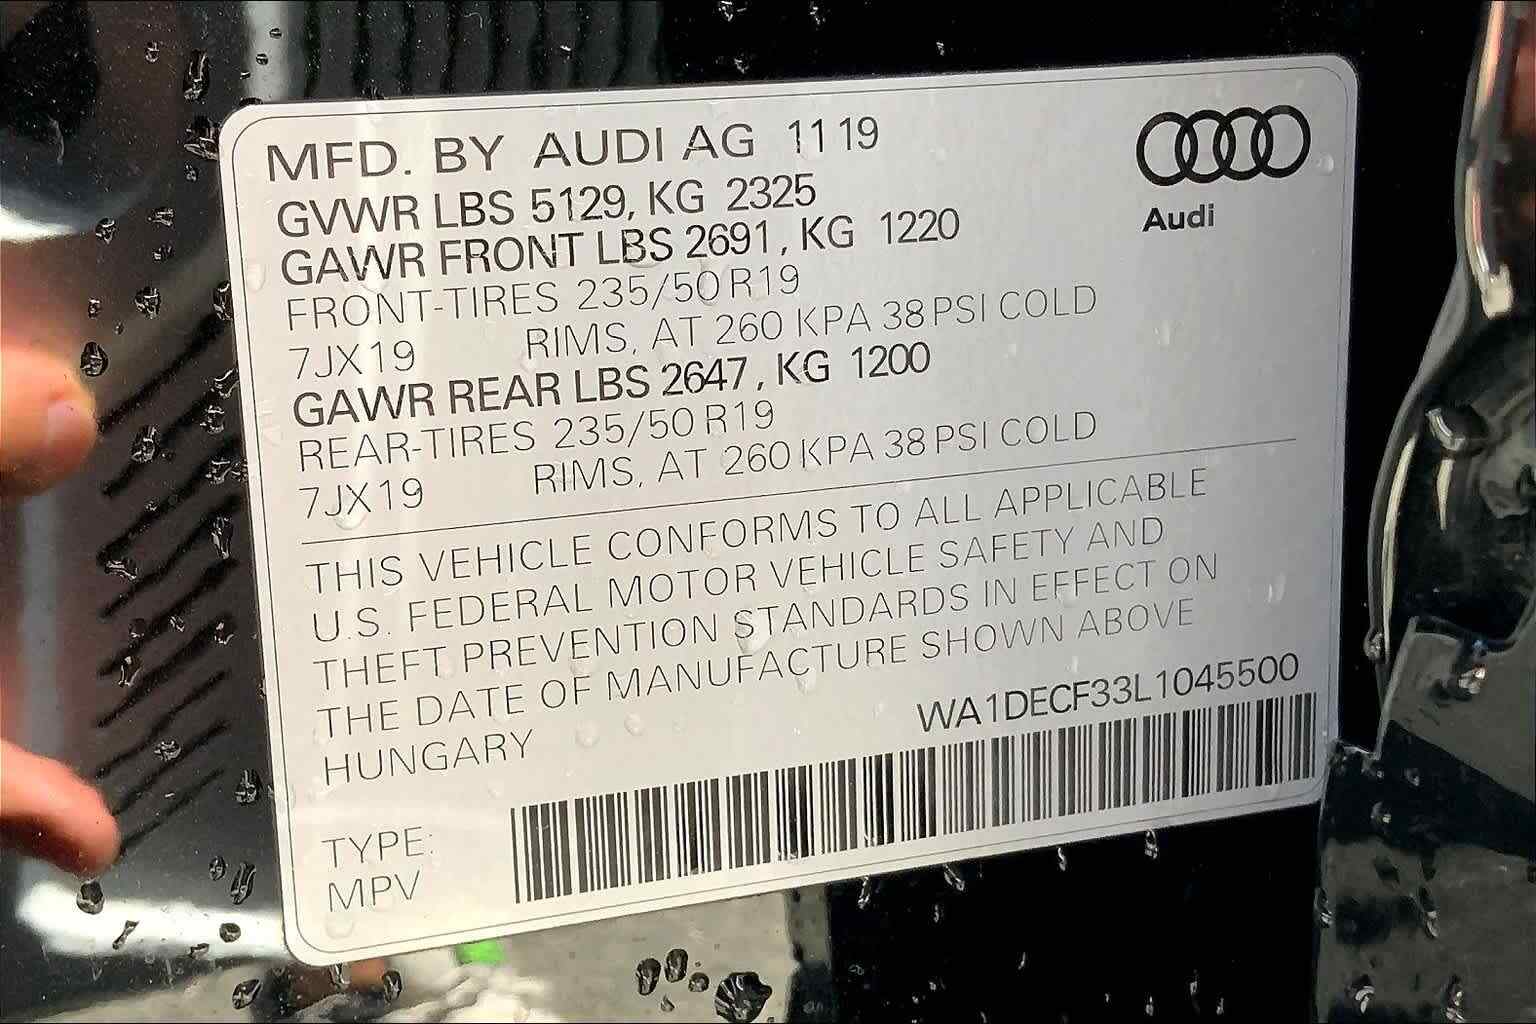 MFD. BY AUDI AG 11 19
GVWR LBS 5129, KG 2325
GAWR FRONT LBS 2691, KG 1220
FRONT-TIRES 235/50 R19
7JX19 RIMS, AT 260 KPA 38 PSI COLD
GAWR REAR LBS 2647, KG 1200
REAR-TIRES 235/50 R19
7JX19 RIMS, AT 260 KPA 38 PSI COLD
Audi
THIS VEHICLE CONFORMS TO ALL APPLICABLE
U.S. FEDERAL MOTOR VEHICLE SAFETY AND
THEFT PREVENTION STANDARDS IN EFFECT ON
THE DATE OF MANUFACTURE SHOWN ABOVE
HUNGARY
WA1DECF33L1045500
TYPE:
MPV